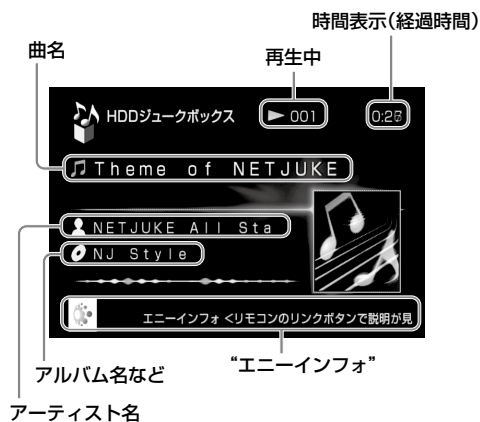 時間表示(経過時間)
再生中
曲名
HDDジュークボックス
▶ 001
0:26
Theme of NETJUKE
NETJUKE All Sta
NJ Style
エニーインフォ <リモコンのリンクボタンで説明が見
アルバム名など
“エニーインフォ”
アーティスト名